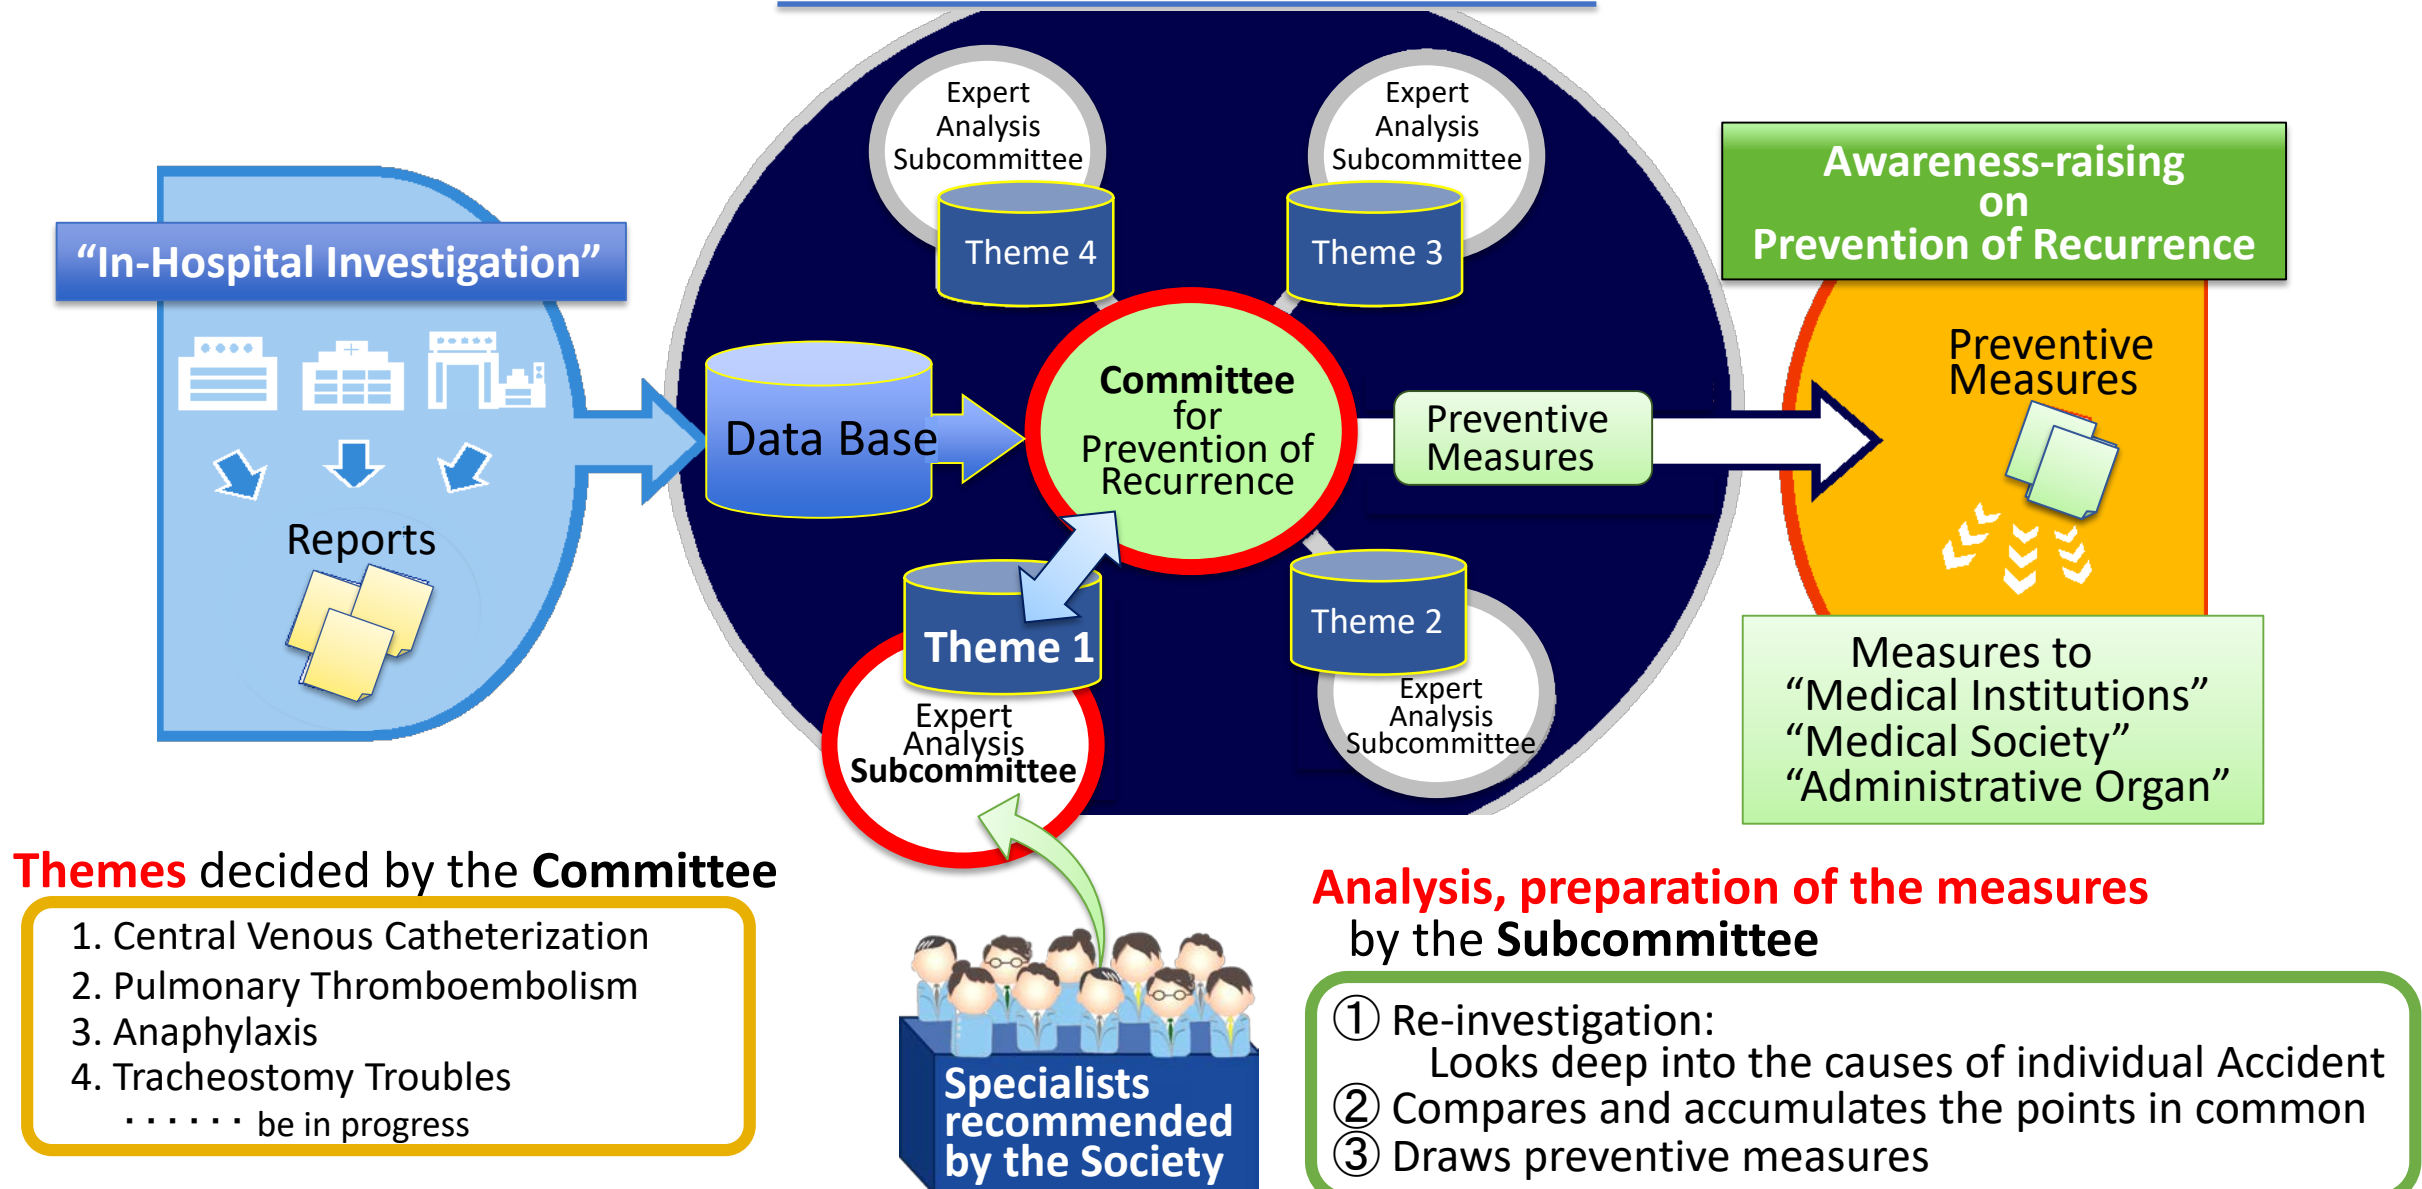 Expert
Analysis
Subcommittee
Theme 4
Expert
Analysis
Subcommittee
Theme 3
Awareness-raising
on
Prevention of Recurrence
“In-Hospital Investigation”
Reports
Data Base
Committee
for
Prevention of
Recurrence
Preventive
Measures
Preventive
Measures
Theme 1
Expert
Analysis
Subcommittee
Theme 2
Expert
Analysis
Subcommittee
Measures to
“Medical Institutions”
“Medical Society”
“Administrative Organ”
Themes decided by the Committee
1. Central Venous Catheterization
2. Pulmonary Thromboembolism
3. Anaphylaxis
4. Tracheostomy Troubles
······ be in progress
Specialists
recommended
by the Society
Analysis, preparation of the measures
by the Subcommittee
① Re-investigation:
Looks deep into the causes of individual Accident
② Compares and accumulates the points in common
③ Draws preventive measures